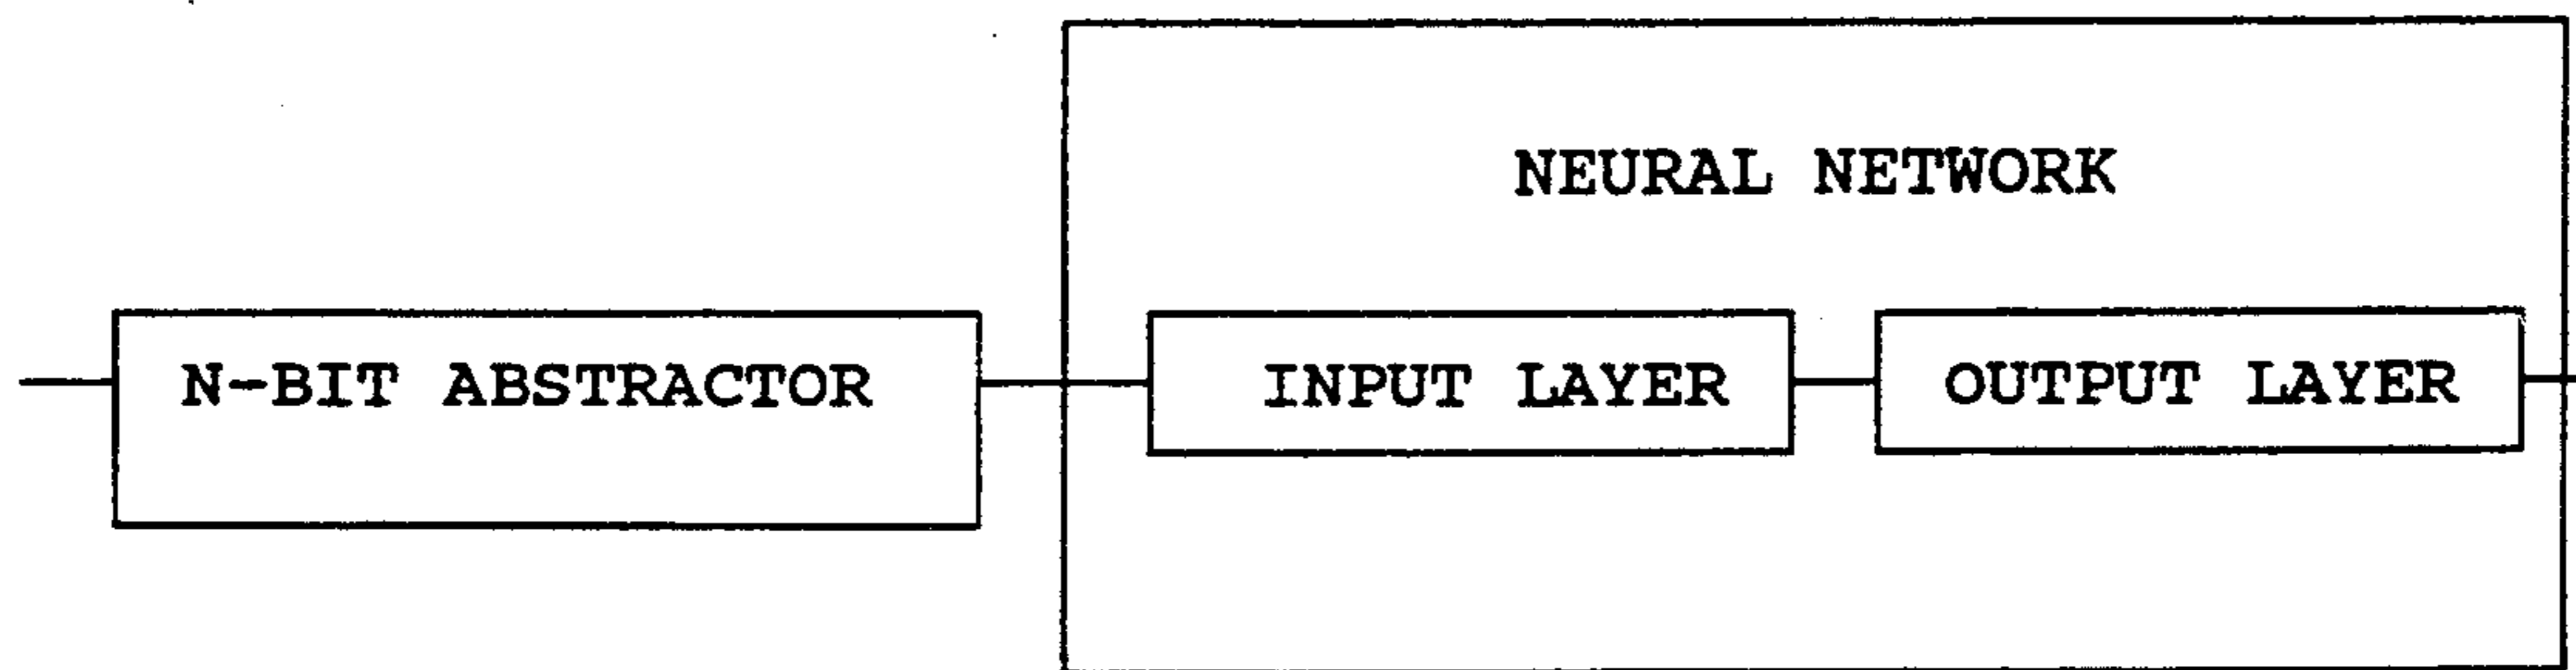 NEURAL NETWORK
N-BIT ABSTRACTOR
INPUT LAYER
OUTPUT LAYER